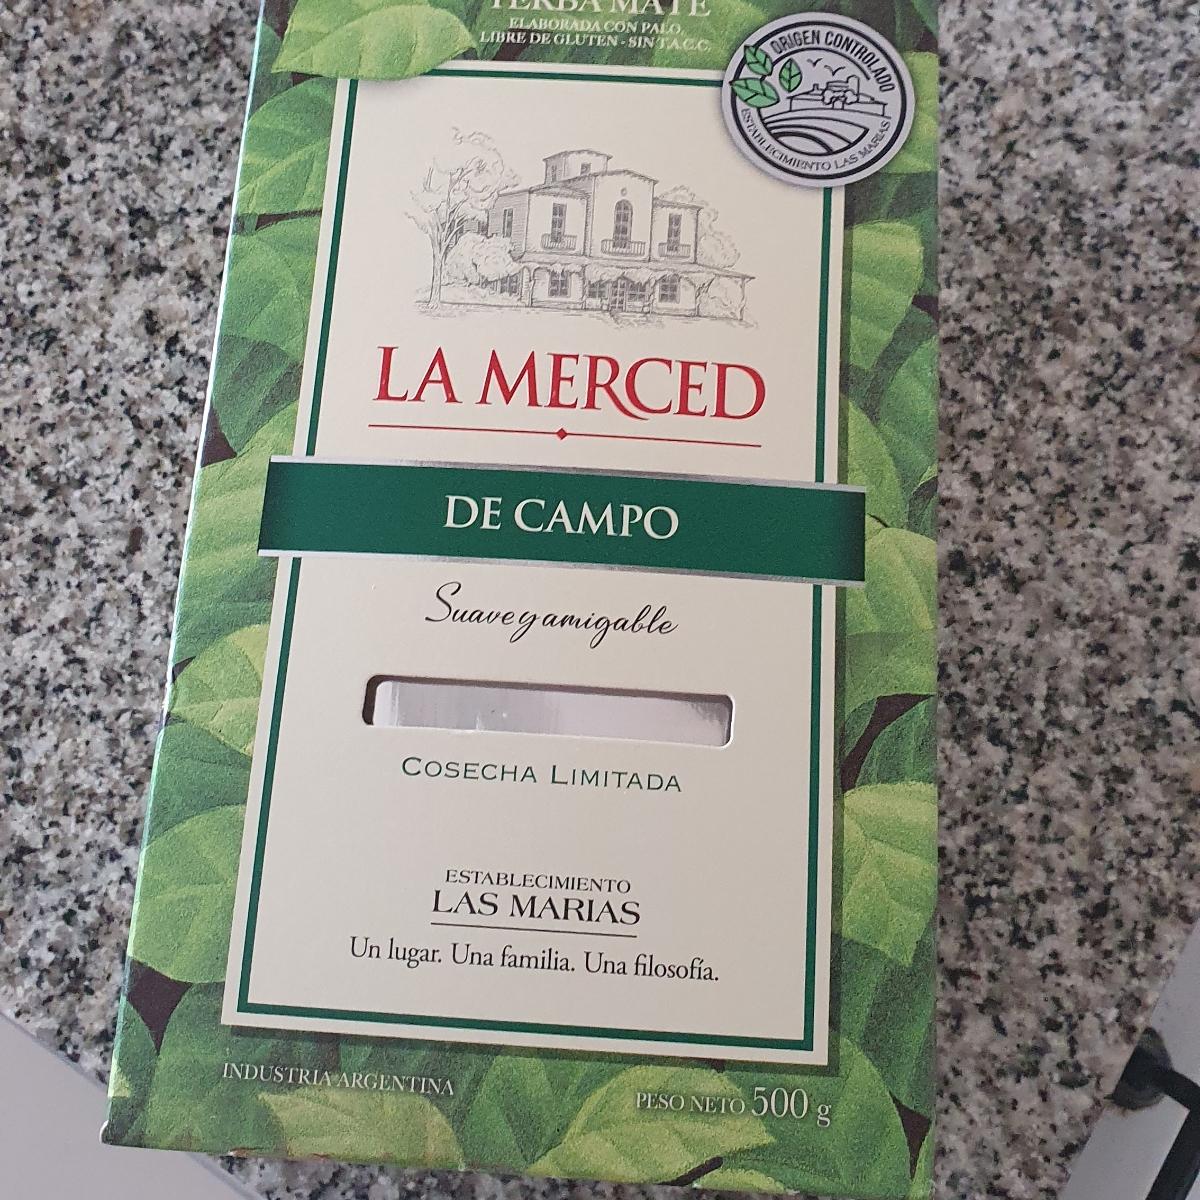 YERBA MATE
ELABORADA CON PALO.
LIBRE DE GLUTEN - SIN T.A.C.C.
ORIGEN CONTROLADO
ESTABLECIMIENTO LAS MARIAS
LA MERCED
DE CAMPO
Suave y amigable
COSECHA LIMITADA
ESTABLECIMIENTO
LAS MARIAS
Un lugar. Una familia. Una filosofía.
INDUSTRIA ARGENTINA
PESO NETO 500 g